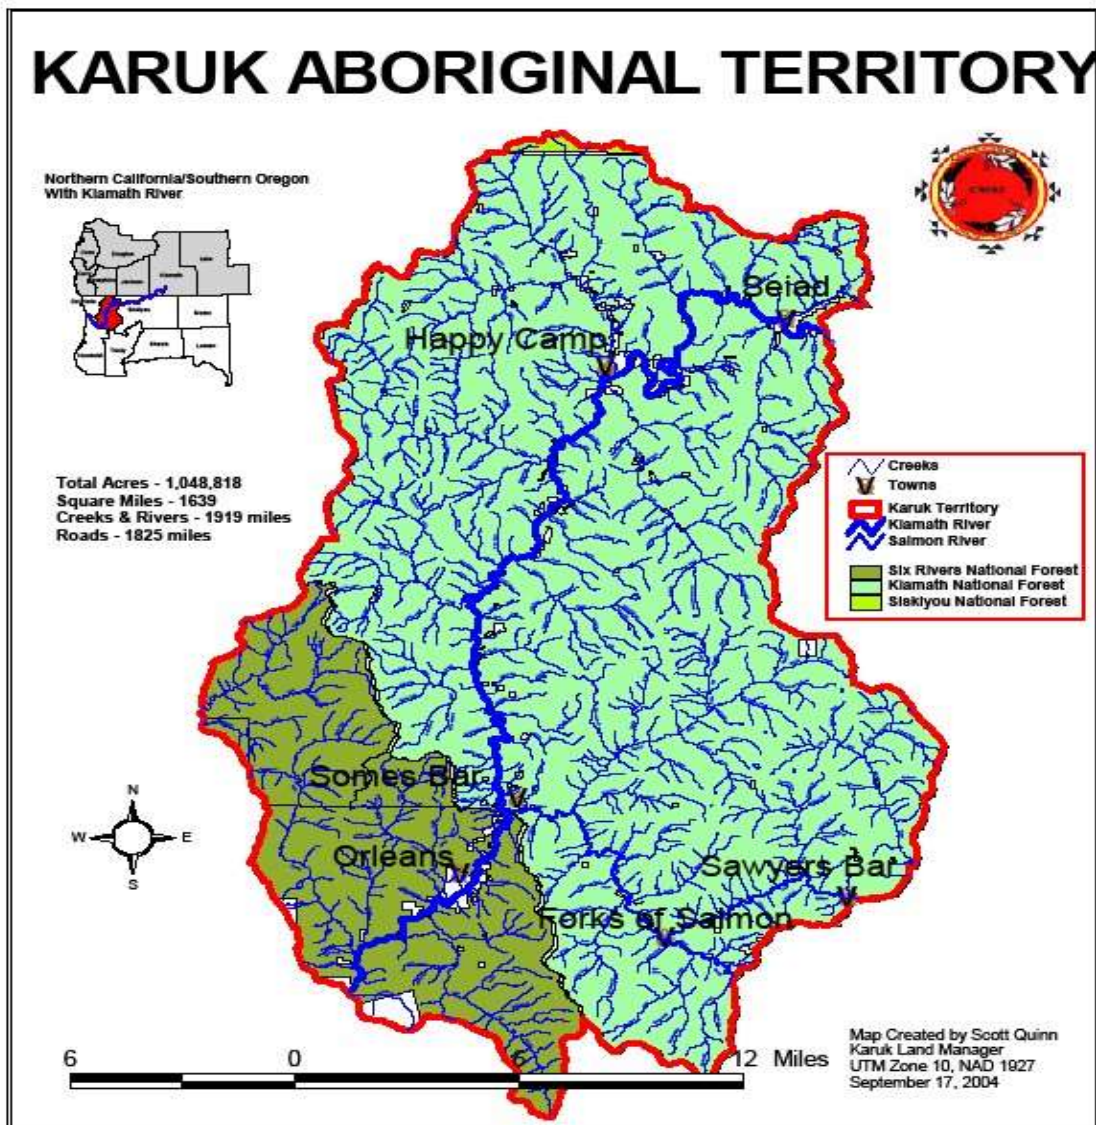 KARUK ABORIGINAL TERRITORY
Northern California/Southern Oregon
With Klamath River
Seiad
Happy Camp
Total Acres - 1,048,818
Square Miles - 1639
Creeks & Rivers - 1919 miles
Roads - 1825 miles
Creeks
Towns
Karuk Territory
Klamath River
Salmon River
Six Rivers National Forest
Klamath National Forest
Siskiyou National Forest
Somes Bar
N
W E
S
Orleans
Sawyers Bar
Forks of Salmon
6 0 6 12 Miles
Map Created by Scott Quinn
Karuk Land Manager
UTM Zone 10, NAD 1927
September 17, 2004